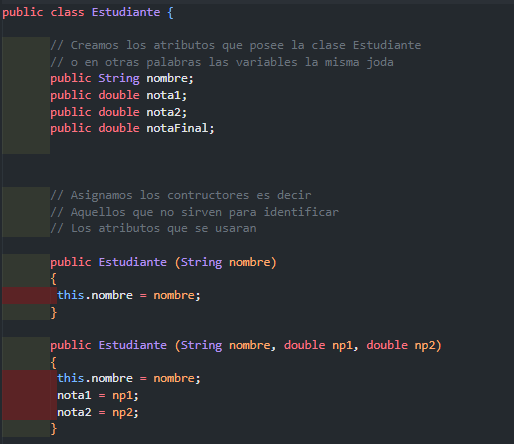 public class Estudiante {
// Creamos los atributos que posee la clase Estudiante
// o en otras palabras las variables la misma joda
public String nombre;
public double nota1;
public double nota2;
public double notaFinal;
// Asignamos los contructores es decir
// Aquellos que no sirven para identificar
// Los atributos que se usaran
public Estudiante (String nombre)
{
this.nombre = nombre;
}
public Estudiante (String nombre, double np1, double np2)
{
this.nombre = nombre;
nota1 = np1;
nota2 = np2;
}